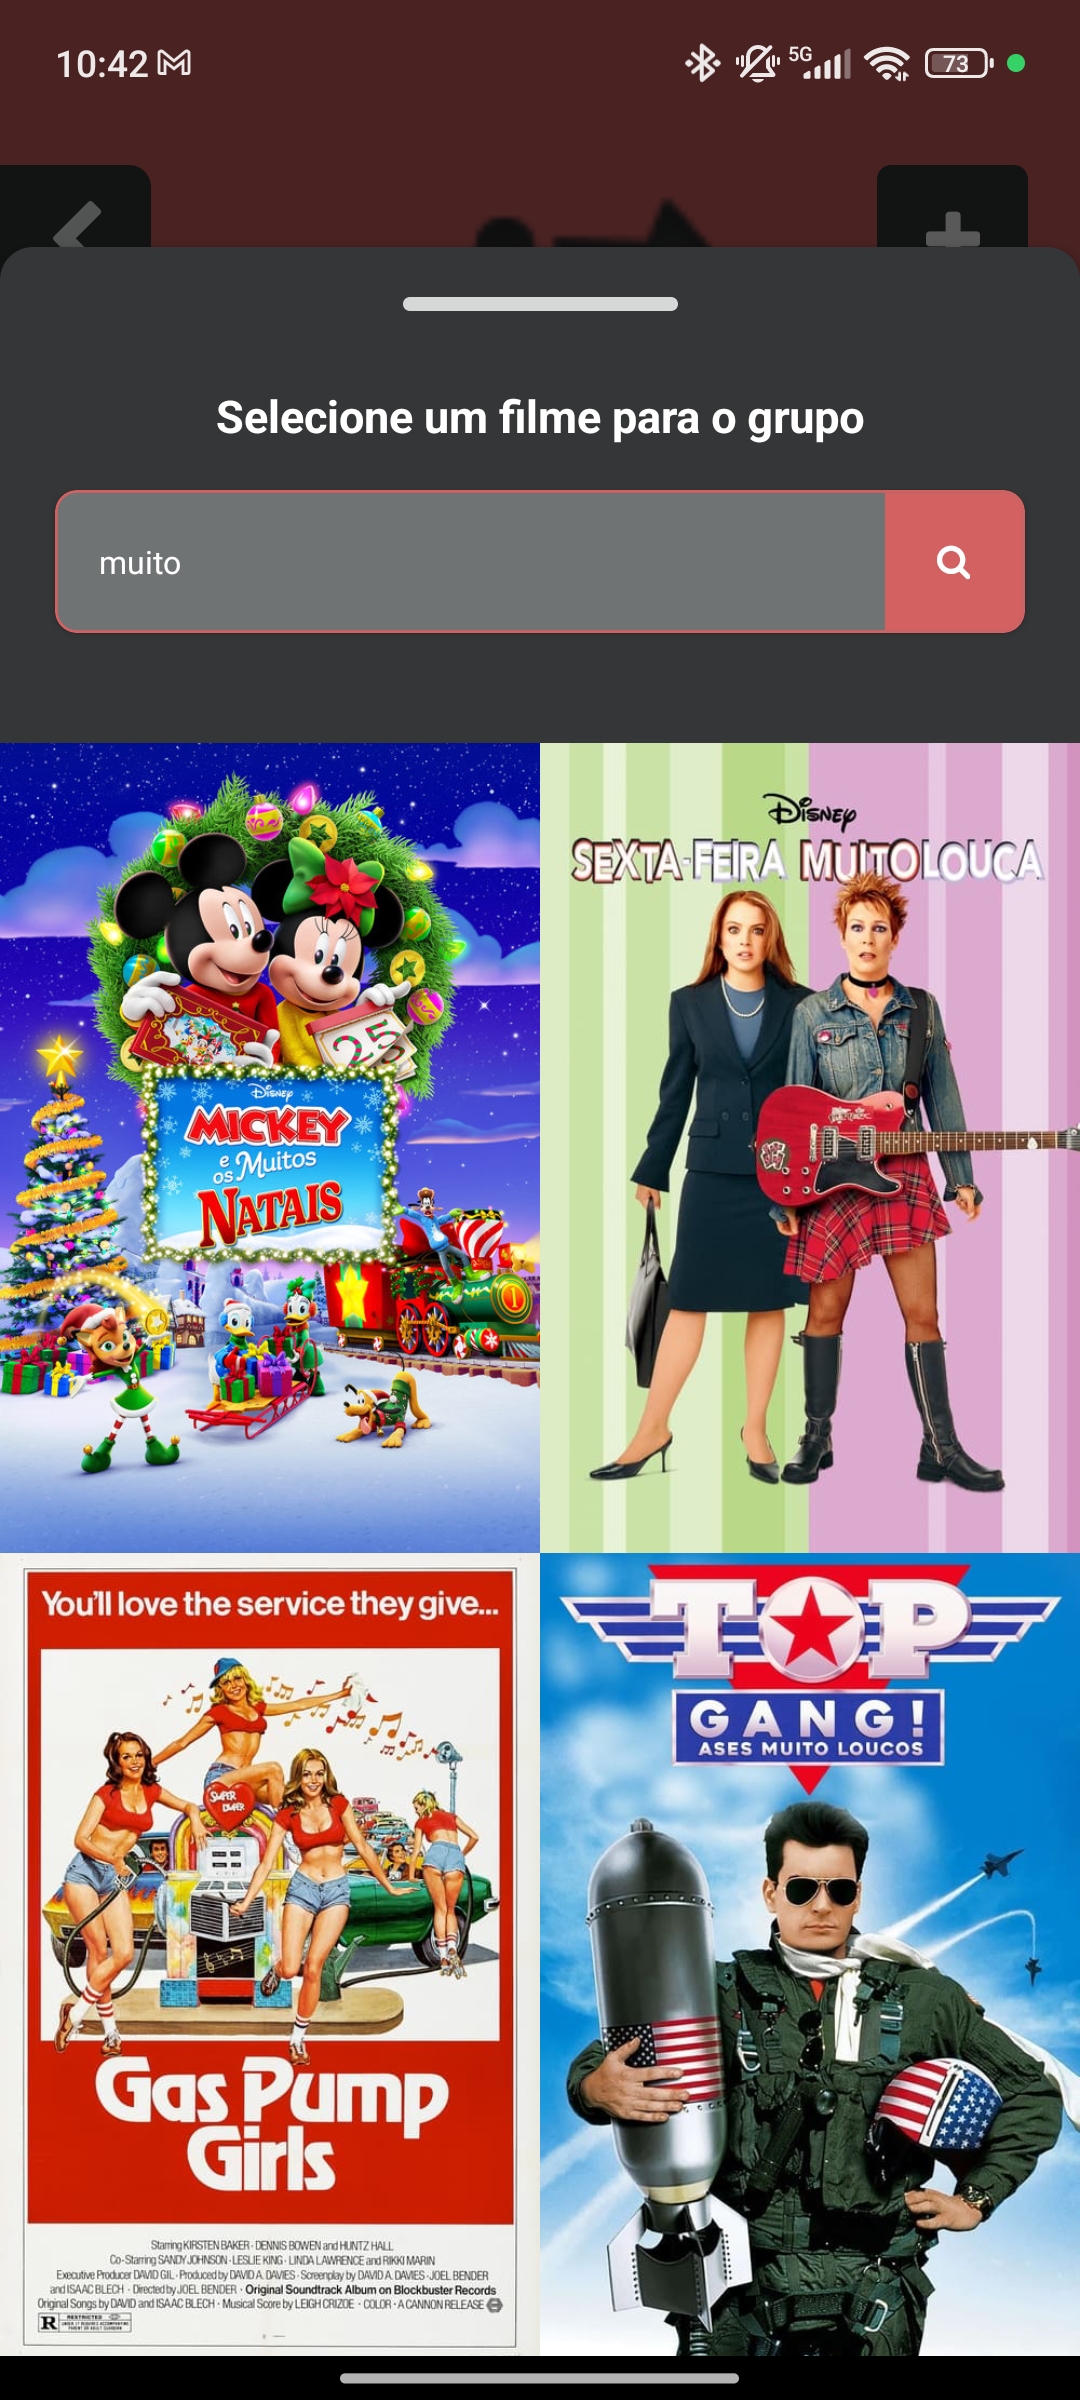 10:42
5G
73
Selecione um filme para o grupo
muito
Disney
MICKEY
e os Muitos
NATAIS
25
1
Disney
SEXTA-FEIRA MUITO LOUCA
You'll love the service they give...
SUPER
DUPER
Gas Pump
Girls
Starring KIRSTEN BAKER · DENNIS BOWEN and HUNTZ HALL
Co-Starring SANDY JOHNSON · LESLIE KING · LINDA LAWRENCE and RIKKI MARIN
Executive Producer DAVID GIL · Produced by DAVID A. DAVIES · Screenplay by DAVID A. DAVIES · JOEL BENDER
and ISAAC BLECH · Directed by JOEL BENDER · Original Soundtrack Album on Blockbuster Records
Original Songs by DAVID and ISAAC BLECH · Musical Score by LEIGH CRIZOE · COLOR · A CANNON RELEASE
R RESTRICTED
TOP
GANG!
ASES MUITO LOUCOS